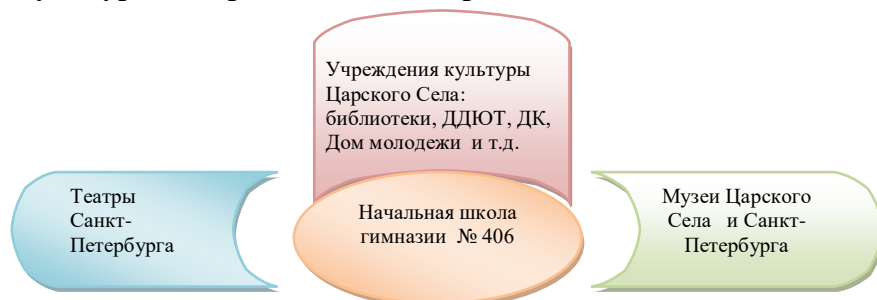 Учреждения культуры
Царского Села:
библиотеки, ДДЮТ, ДК,
Дом молодежи и т.д.
Театры
Санкт-
Петербурга
Начальная школа
гимназии № 406
Музеи Царского
Села и Санкт-
Петербурга